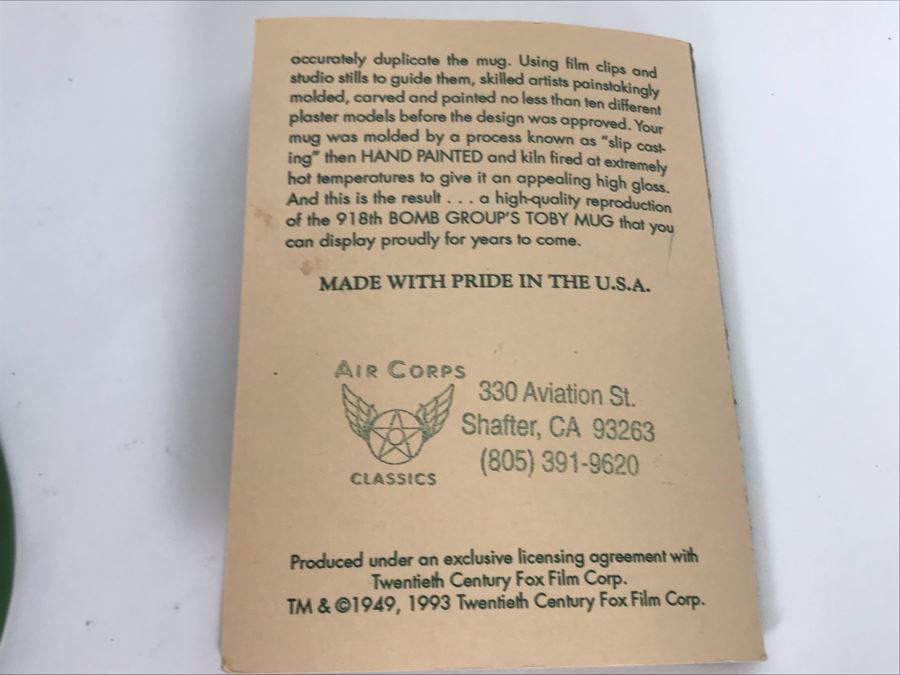 accurately duplicate the mug. Using film clips and
studio stills to guide them, skilled artists painstakingly
molded, carved and painted no less than ten different
plaster models before the design was approved. Your
mug was molded by a process known as "slip cast-
ing" then HAND PAINTED and kiln fired at extremely
hot temperatures to give it an appealing high gloss.
And this is the result . . . a high-quality reproduction
of the 918th BOMB GROUP'S TOBY MUG that you
can display proudly for years to come.
MADE WITH PRIDE IN THE U.S.A.
AIR CORPS
CLASSICS
330 Aviation St.
Shafter, CA 93263
(805) 391-9620
Produced under an exclusive licensing agreement with
Twentieth Century Fox Film Corp.
TM & ©1949, 1993 Twentieth Century Fox Film Corp.